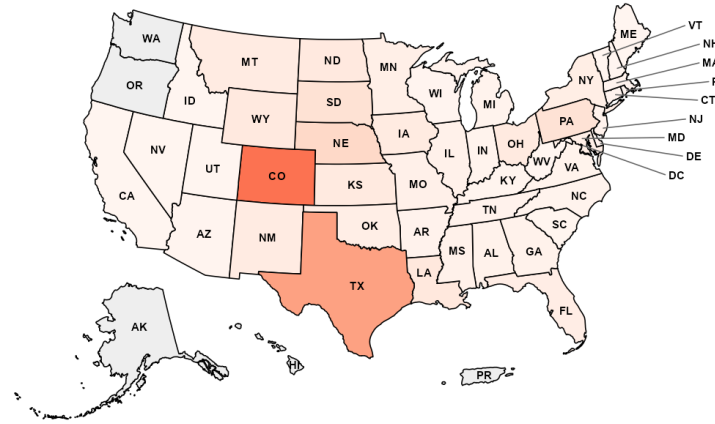 VT
ME
WA
NH
MT
ND
MN
MA
OR
WI
NY
ID
SD
MI
CT
WY
IA
PA
NJ
NE
OH
MD
NV
UT
CO
IL
IN
DE
WV
VA
KS
MO
KY
DC
CA
NC
TN
AZ
NM
OK
AR
SC
MS
AL
GA
LA
TX
FL
AK
HI
PR